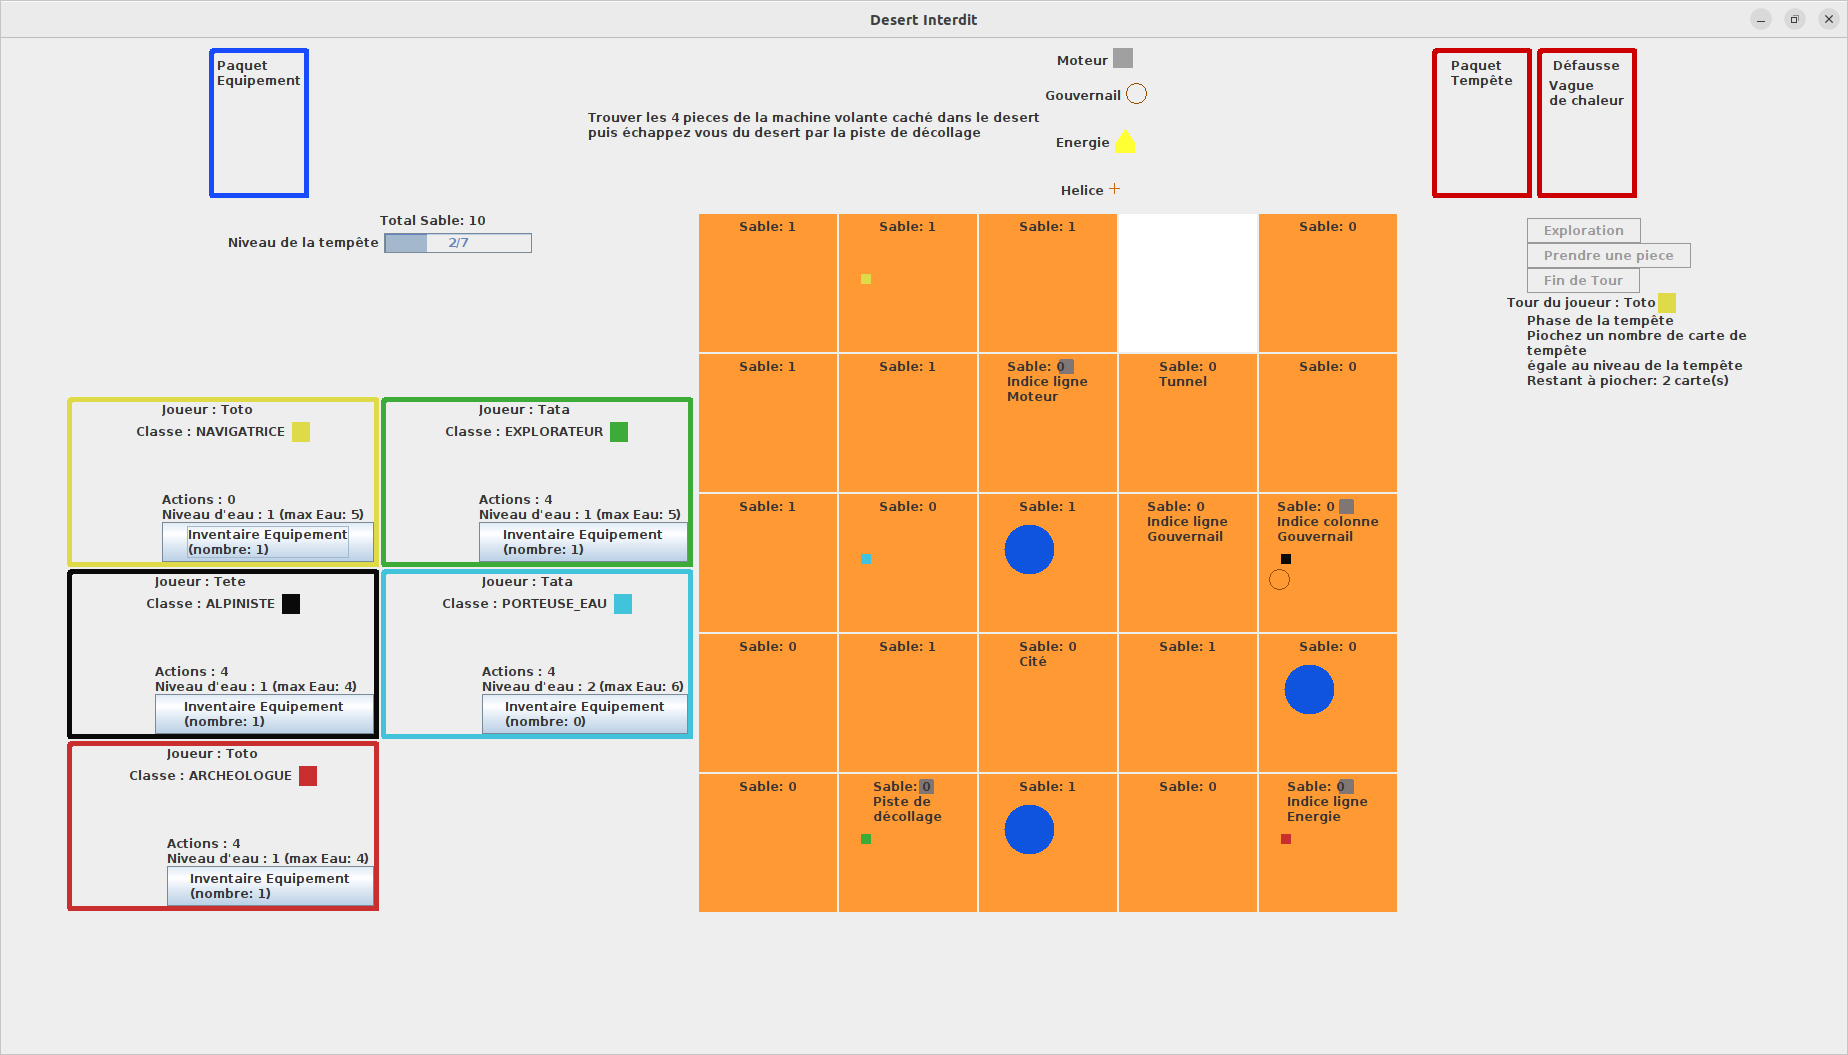 Desert Interdit
Paquet
Equipement
Trouver les 4 pieces de la machine volante caché dans le desert
puis échappez vous du desert par la piste de décollage
Moteur
Gouvernail
Energie
Helice
Paquet
Tempête
Défausse
Vague
de chaleur
Total Sable: 10
Niveau de la tempête 2/7
Exploration
Prendre une piece
Fin de Tour
Tour du joueur : Toto
Phase de la tempête
Piochez un nombre de carte de
tempête
égale au niveau de la tempête
Restant à piocher: 2 carte(s)
Joueur : Toto
Classe : NAVIGATRICE
Actions : 0
Niveau d'eau : 1 (max Eau: 5)
Inventaire Equipement
(nombre: 1)
Joueur : Tata
Classe : EXPLORATEUR
Actions : 4
Niveau d'eau : 1 (max Eau: 5)
Inventaire Equipement
(nombre: 1)
Joueur : Tete
Classe : ALPINISTE
Actions : 4
Niveau d'eau : 1 (max Eau: 4)
Inventaire Equipement
(nombre: 1)
Joueur : Tata
Classe : PORTEUSE_EAU
Actions : 4
Niveau d'eau : 2 (max Eau: 6)
Inventaire Equipement
(nombre: 0)
Joueur : Toto
Classe : ARCHEOLOGUE
Actions : 4
Niveau d'eau : 1 (max Eau: 4)
Inventaire Equipement
(nombre: 1)
Sable: 1
Sable: 1
Sable: 1
Sable: 0
Sable: 1
Sable: 1
Sable: 0
Indice ligne
Moteur
Sable: 0
Tunnel
Sable: 0
Sable: 1
Sable: 0
Sable: 1
Sable: 0
Indice ligne
Gouvernail
Sable: 0
Indice colonne
Gouvernail
Sable: 0
Sable: 1
Sable: 0
Cité
Sable: 1
Sable: 0
Sable: 0
Sable: 0
Piste de
décollage
Sable: 1
Sable: 0
Sable: 0
Indice ligne
Energie